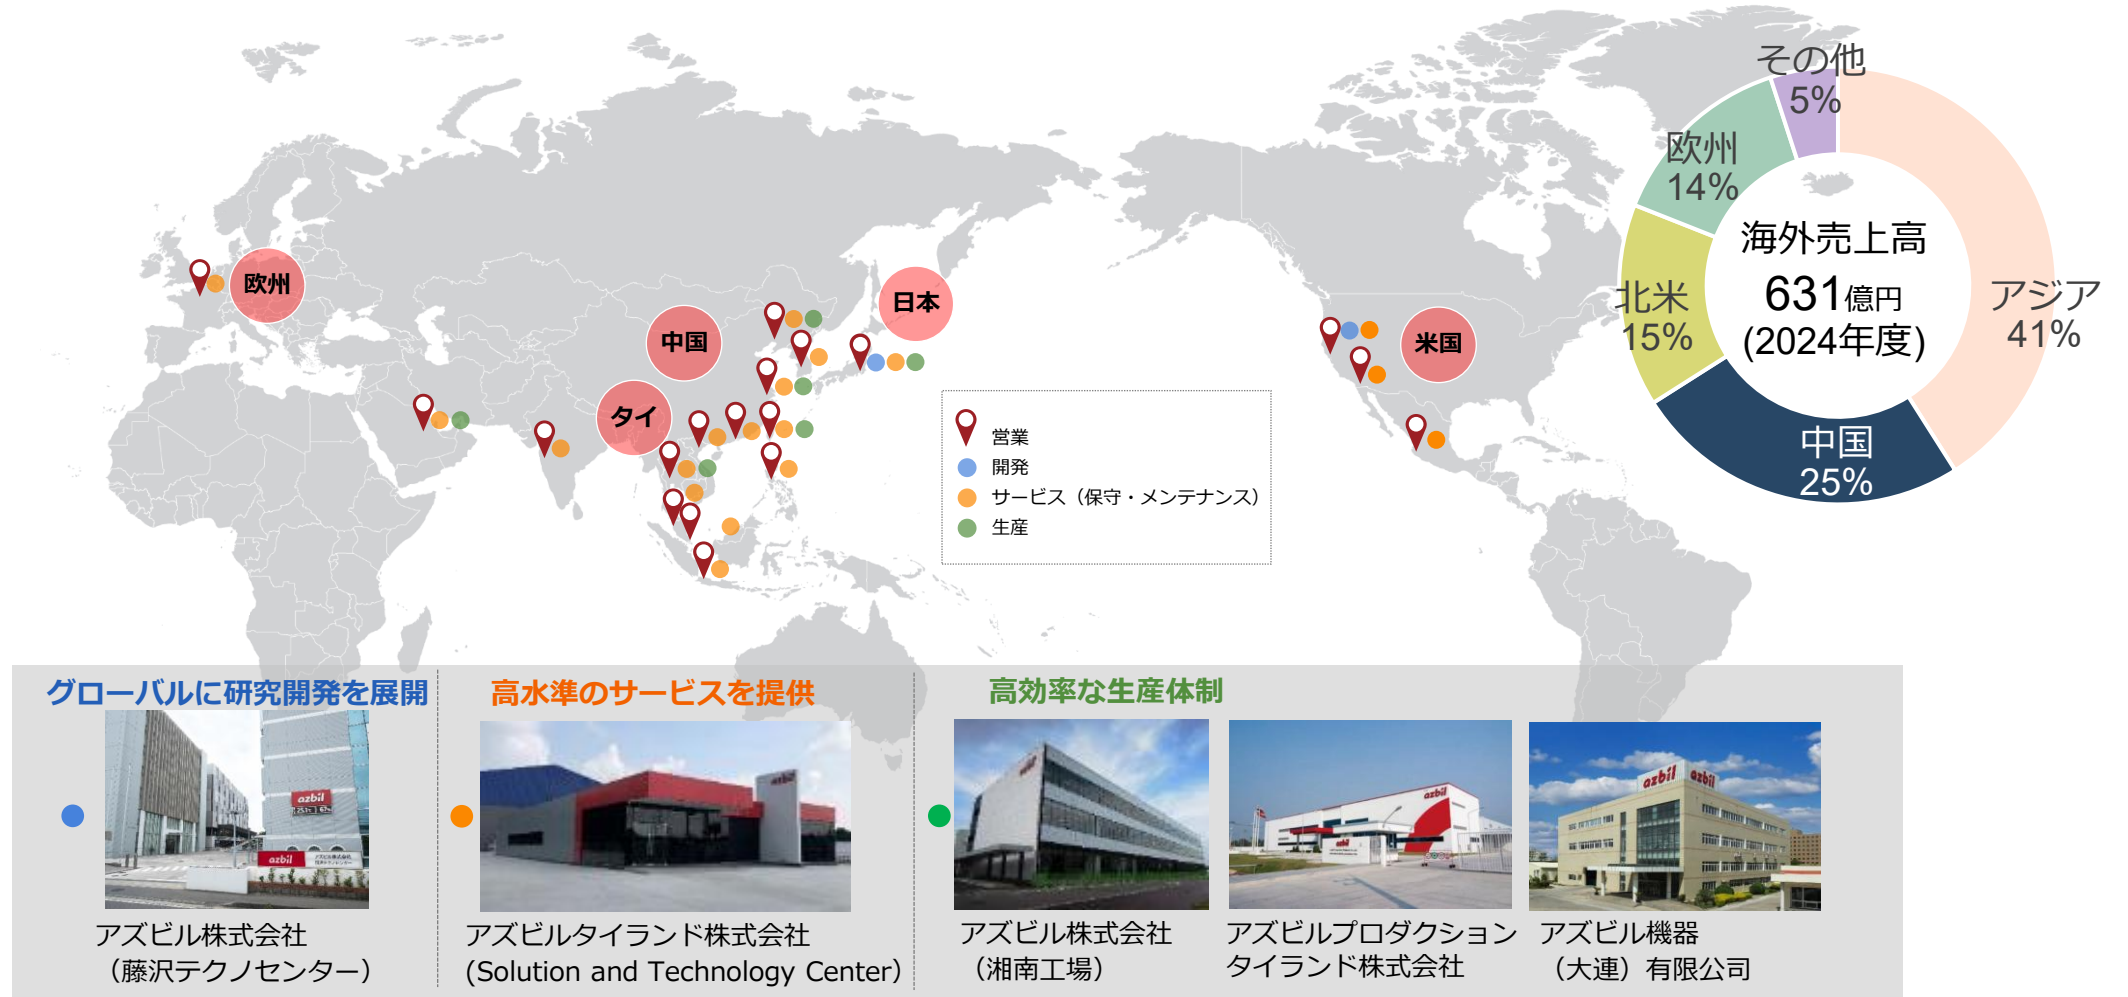 その他
5%
欧州
14%
北米
15%
アジア
41%
中国
25%
海外売上高
631億円
(2024年度)
欧州
中国
タイ
日本
米国
営業
開発
サービス（保守・メンテナンス）
生産
グローバルに研究開発を展開
azbil
azbil
アズビル株式会社
（藤沢テクノセンター）
高水準のサービスを提供
azbil
アズビルタイランド株式会社
(Solution and Technology Center)
高効率な生産体制
azbil
アズビル株式会社
（湘南工場）
azbil
azbil
アズビルプロダクション
タイランド株式会社
azbil
azbil
アズビル機器
（大連）有限公司